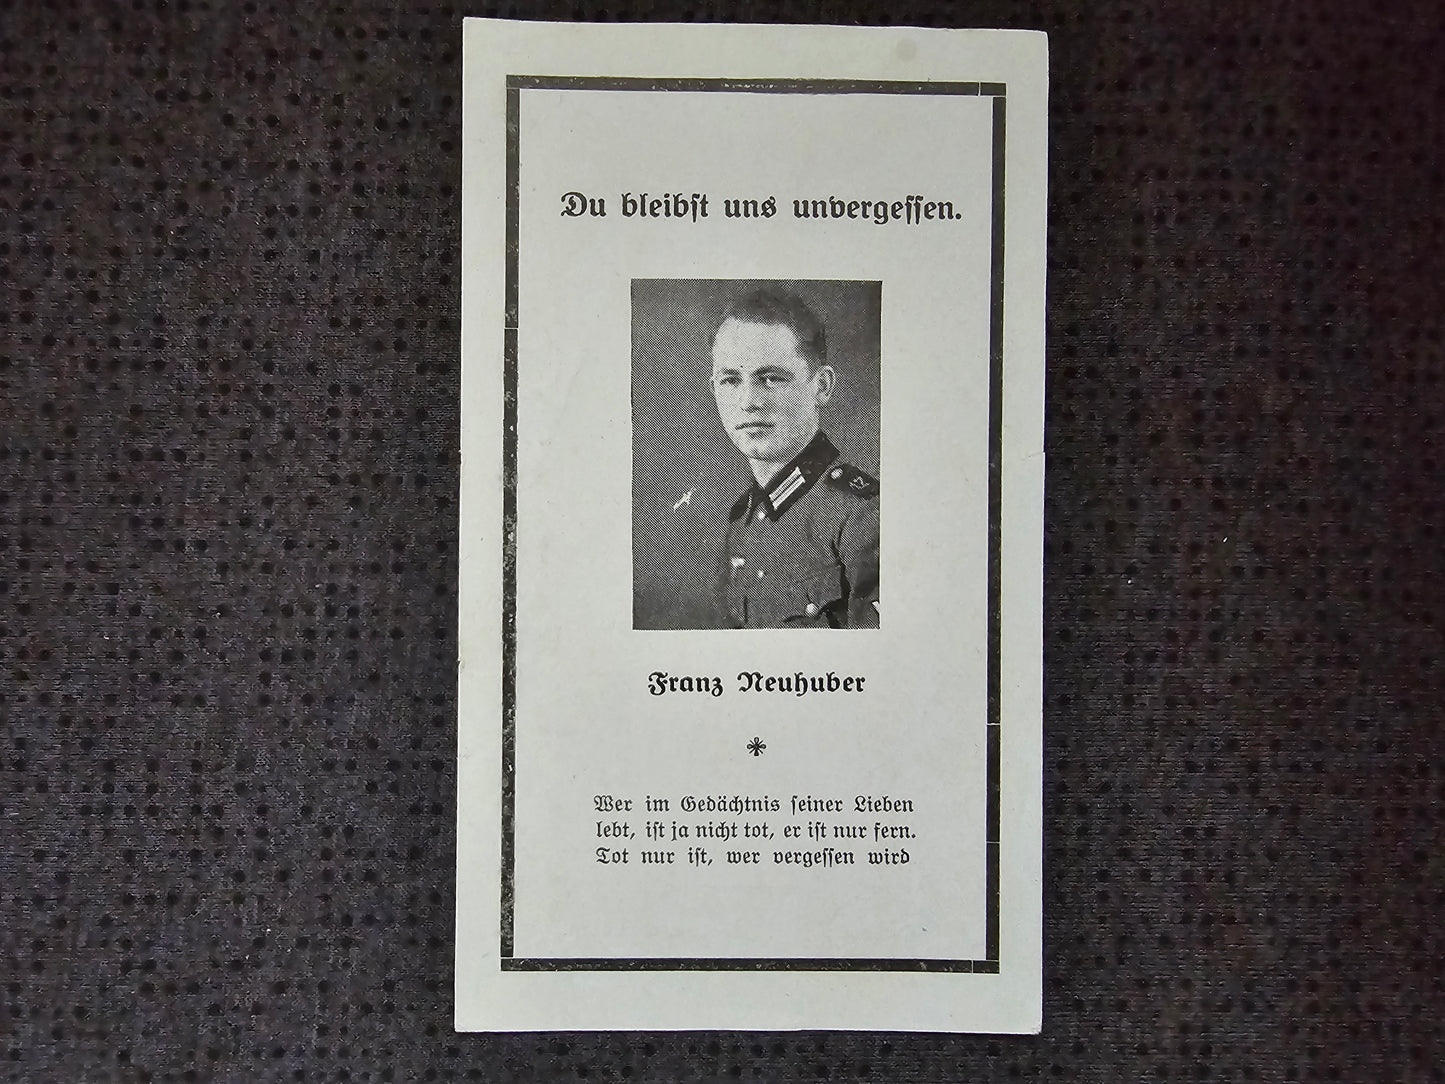 Du bleibſt uns unvergeſſen.
Franz Neuhuber
Wer im Gedächtnis ſeiner Lieben
lebt, iſt ja nicht tot, er iſt nur fern.
Tot nur iſt, wer vergeſſen wird